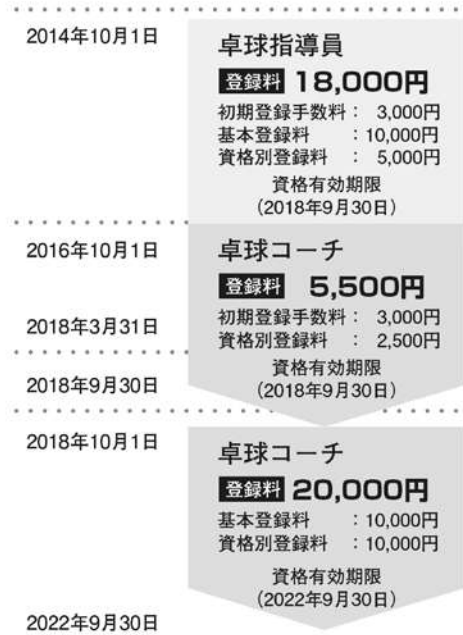 2014年10月1日
卓球指導員
登録料 18,000円
初期登録手数料： 3,000円
基本登録料 ：10,000円
資格別登録料 ： 5,000円
資格有効期限
（2018年9月30日）
2016年10月1日
卓球コーチ
登録料 5,500円
初期登録手数料： 3,000円
2018年3月31日
資格別登録料 ： 2,500円
資格有効期限
（2018年9月30日）
2018年9月30日
2018年10月1日
卓球コーチ
登録料 20,000円
基本登録料 ：10,000円
資格別登録料 ：10,000円
資格有効期限
（2022年9月30日）
2022年9月30日